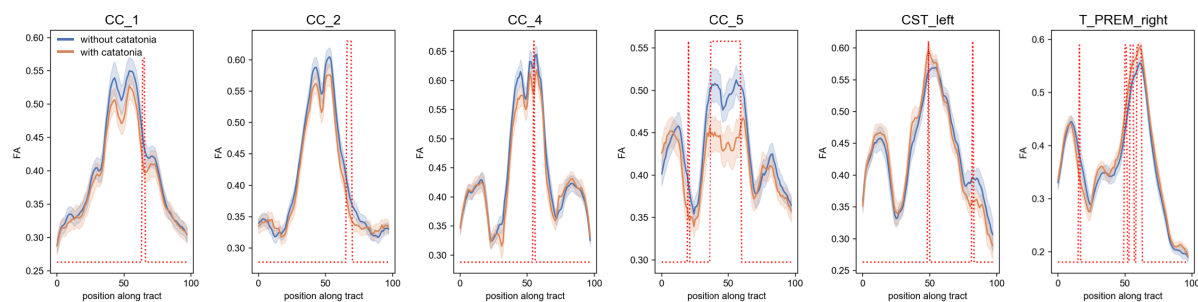 CC_1
CC_2
CC_4
CC_5
CST_left
T_PREM_right
without catatonia
with catatonia
FA
0.60
0.55
0.50
0.45
0.40
0.35
0.30
0.25
0 50 100
position along tract
FA
0.60
0.55
0.50
0.45
0.40
0.35
0.30
0 50 100
position along tract
FA
0.65
0.60
0.55
0.50
0.45
0.40
0.35
0.30
0 50 100
position along tract
FA
0.55
0.50
0.45
0.40
0.35
0.30
0 50 100
position along tract
FA
0.60
0.55
0.50
0.45
0.40
0.35
0.30
0 50 100
position along tract
FA
0.6
0.5
0.4
0.3
0.2
0 50 100
position along tract